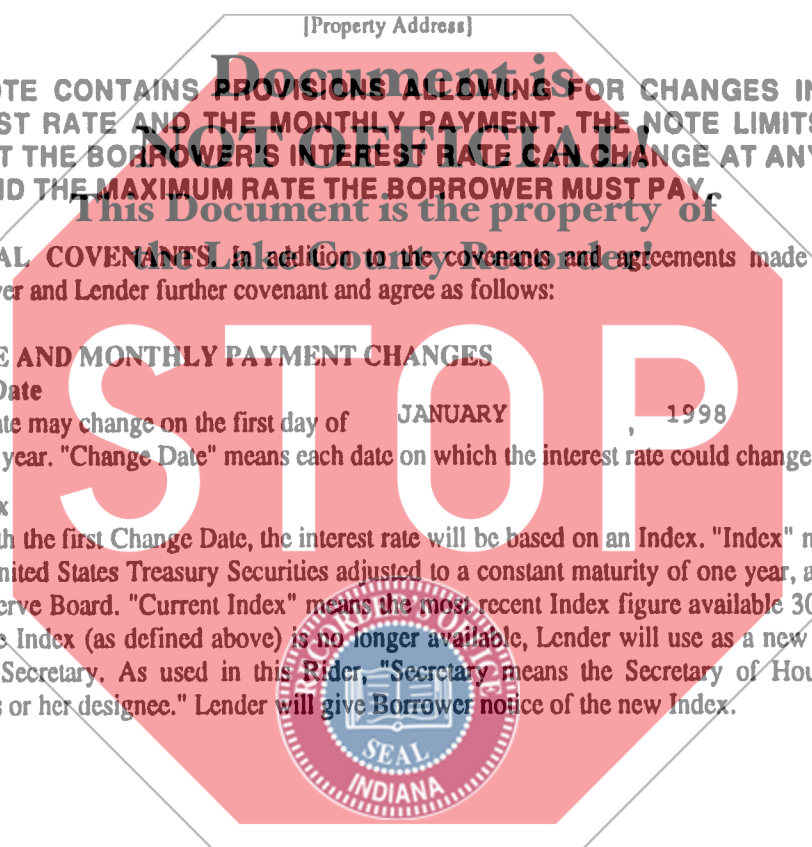 [Property Address]
Document is
OTE CONTAINS PROVISIONS ALLOWING FOR CHANGES IN
ST RATE AND THE MONTHLY PAYMENT. THE NOTE LIMITS
NOT OFFICIAL!
T THE BORROWER'S INTEREST RATE CAN CHANGE AT ANY
ND THE MAXIMUM RATE THE BORROWER MUST PAY.
This Document is the property of
the Lake County Recorder!
AL COVENANTS. In addition to the covenants and agreements made
er and Lender further covenant and agree as follows:
E AND MONTHLY PAYMENT CHANGES
Date
ate may change on the first day of JANUARY , 1998
year. "Change Date" means each date on which the interest rate could change
STOP
x
th the first Change Date, the interest rate will be based on an Index. "Index" m
nited States Treasury Securities adjusted to a constant maturity of one year, a
erve Board. "Current Index" means the most recent Index figure available 30
e Index (as defined above) is no longer available, Lender will use as a new
Secretary. As used in this Rider, "Secretary means the Secretary of Hou
s or her designee." Lender will give Borrower notice of the new Index.
RECORDER'S OFFICE
SEAL
INDIANA